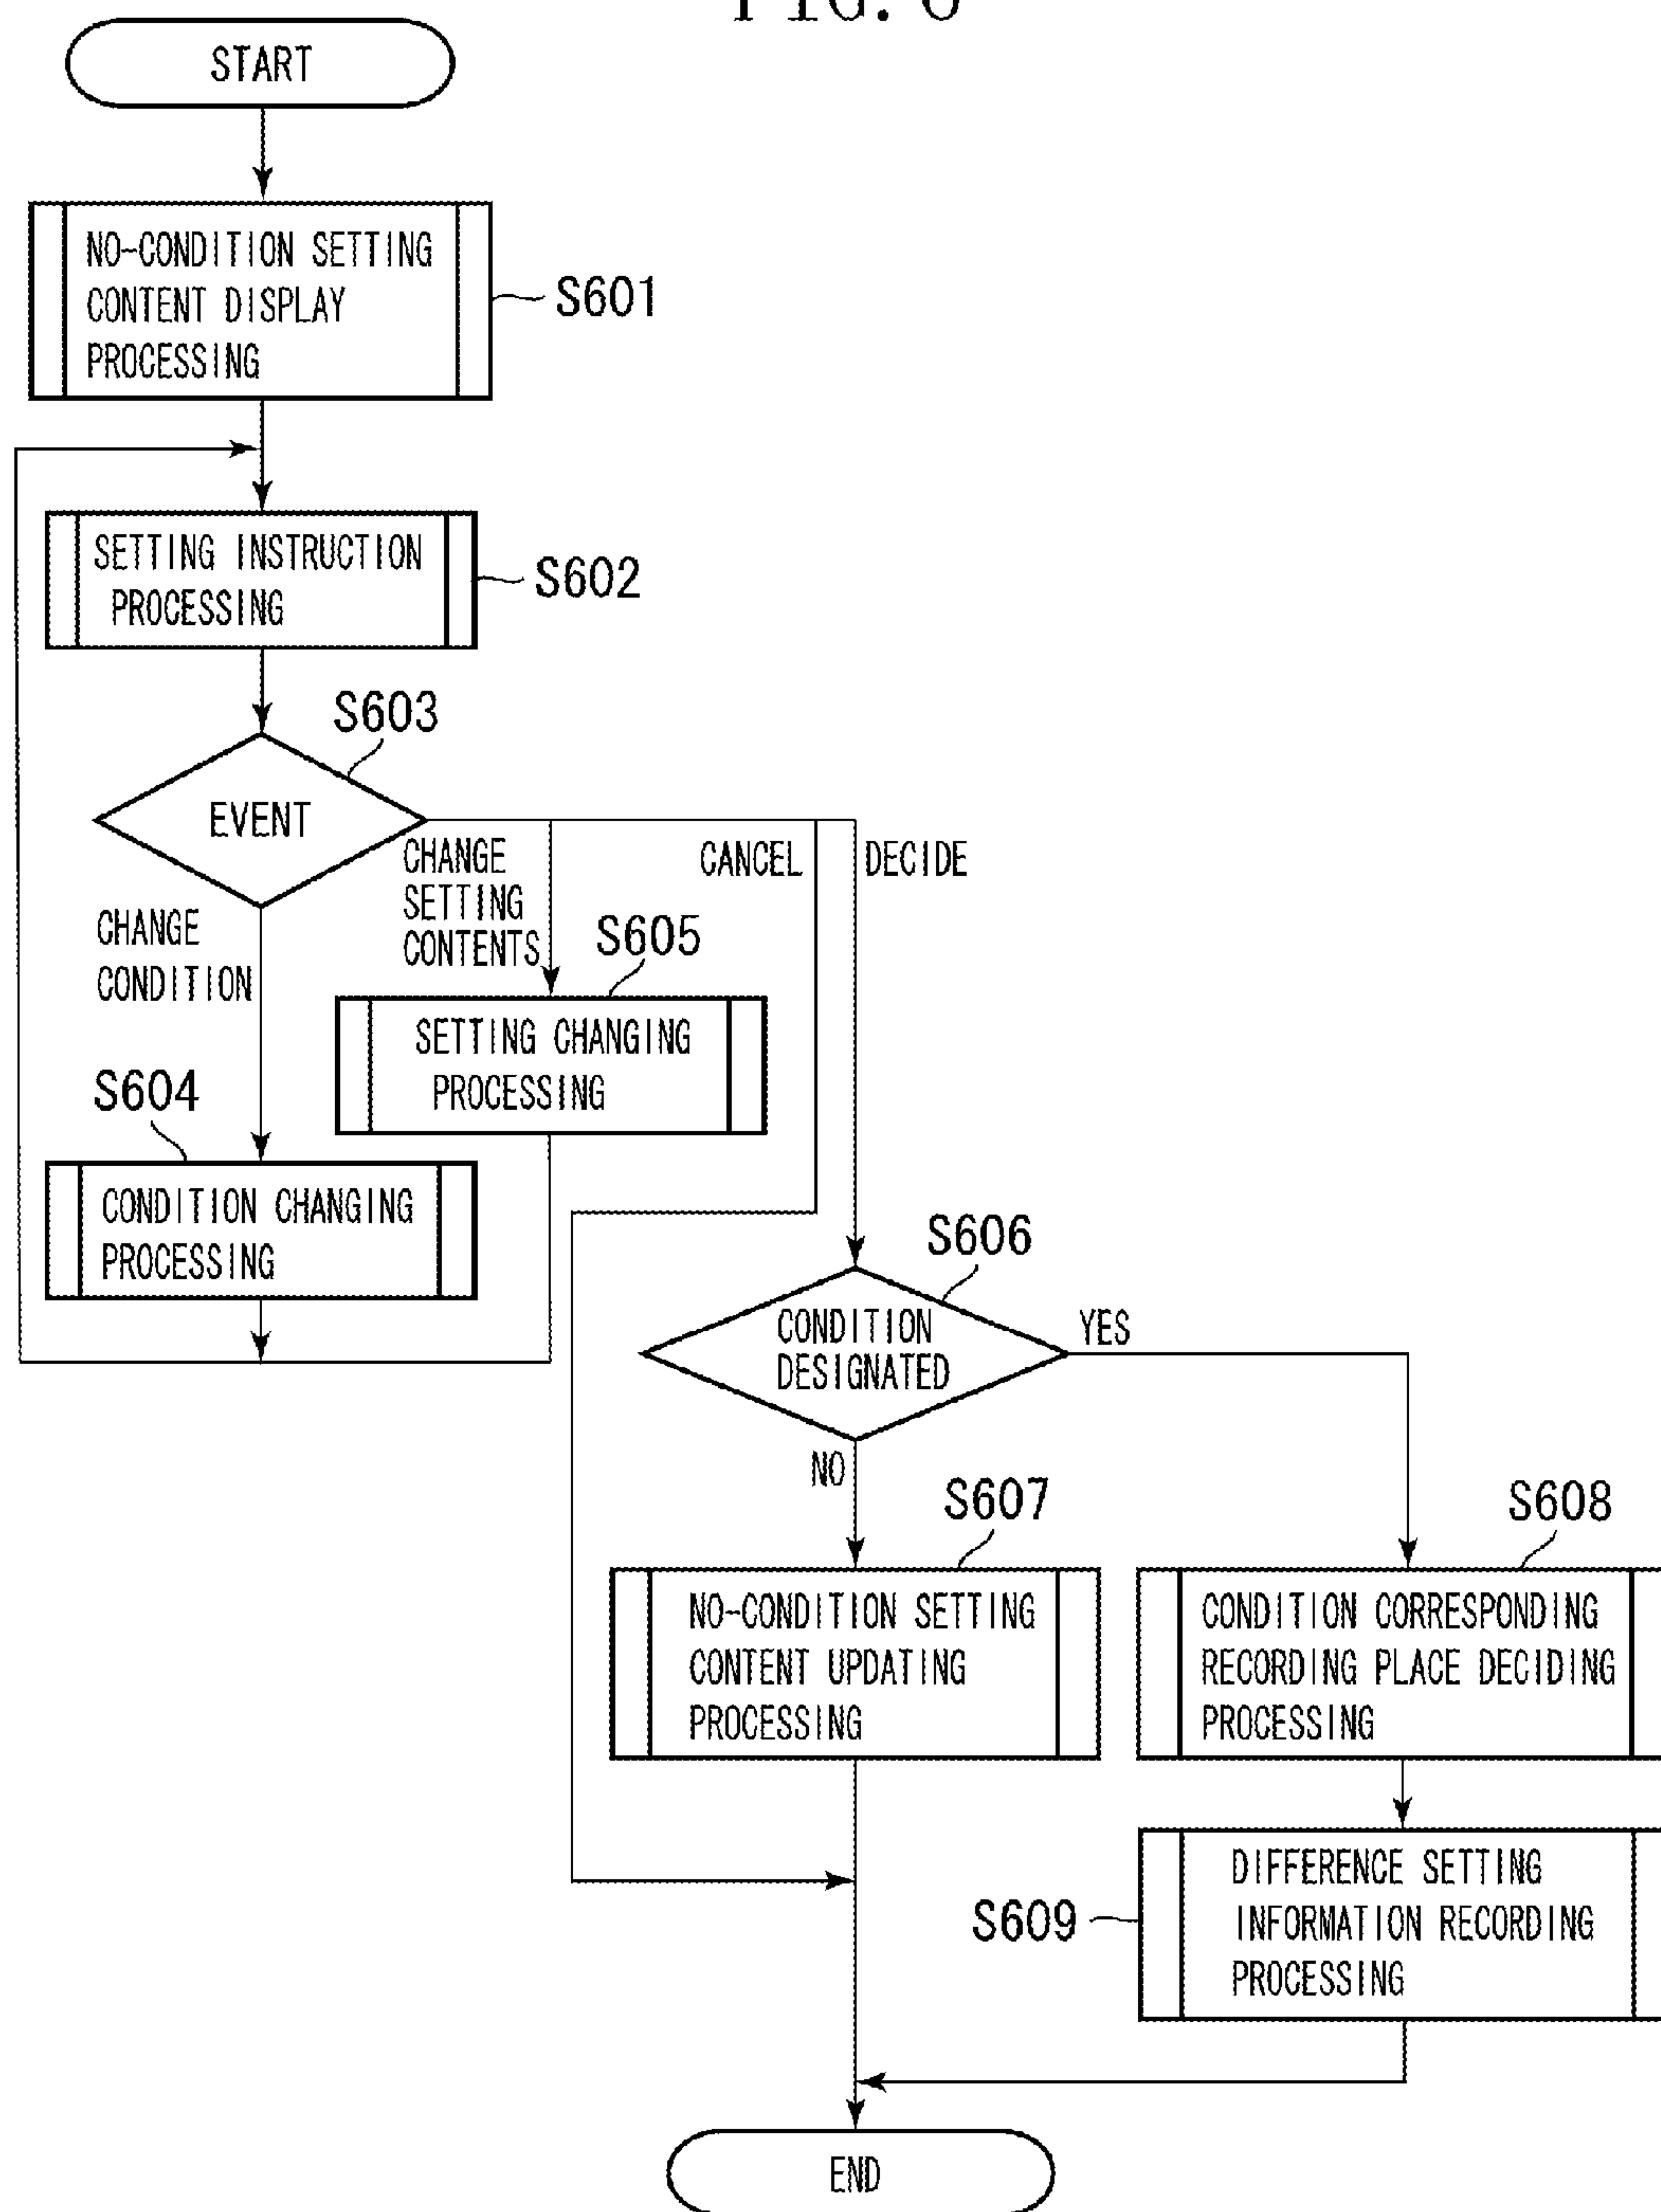 FIG. 6
START
NO-CONDITION SETTING
CONTENT DISPLAY
PROCESSING
S601
SETTING INSTRUCTION
PROCESSING
S602
S603
EVENT
CHANGE
SETTING
CONTENTS
CANCEL
DECIDE
CHANGE
CONDITION
S605
SETTING CHANGING
PROCESSING
S604
CONDITION CHANGING
PROCESSING
S606
CONDITION
DESIGNATED
YES
NO
S607
NO-CONDITION SETTING
CONTENT UPDATING
PROCESSING
S608
CONDITION CORRESPONDING
RECORDING PLACE DECIDING
PROCESSING
S609
DIFFERENCE SETTING
INFORMATION RECORDING
PROCESSING
END